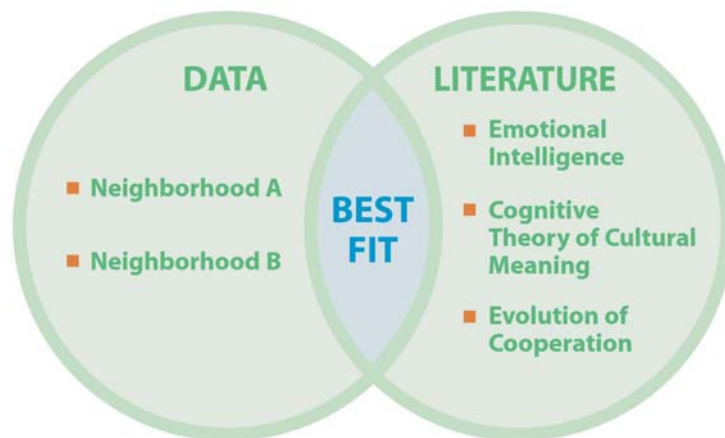 DATA
Neighborhood A
Neighborhood B
BEST
FIT
LITERATURE
Emotional
Intelligence
Cognitive
Theory of Cultural
Meaning
Evolution of
Cooperation